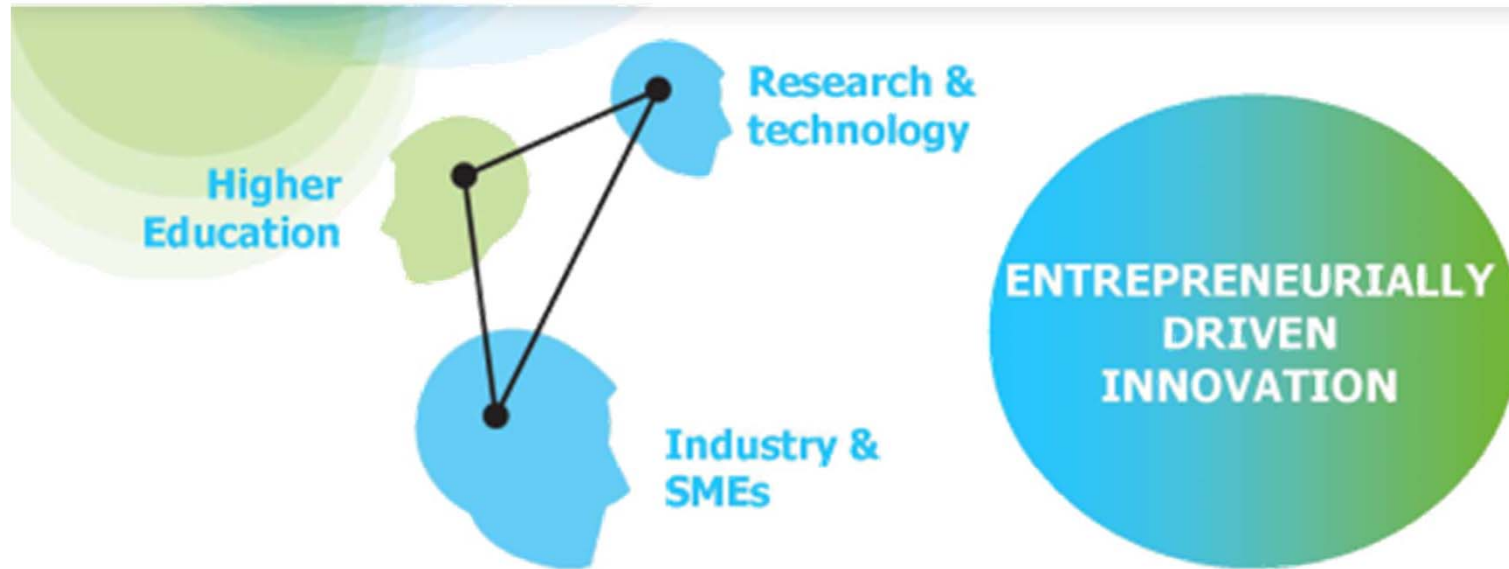 Research &
technology
Higher
Education
Industry &
SMEs
ENTREPRENEURIALLY
DRIVEN
INNOVATION